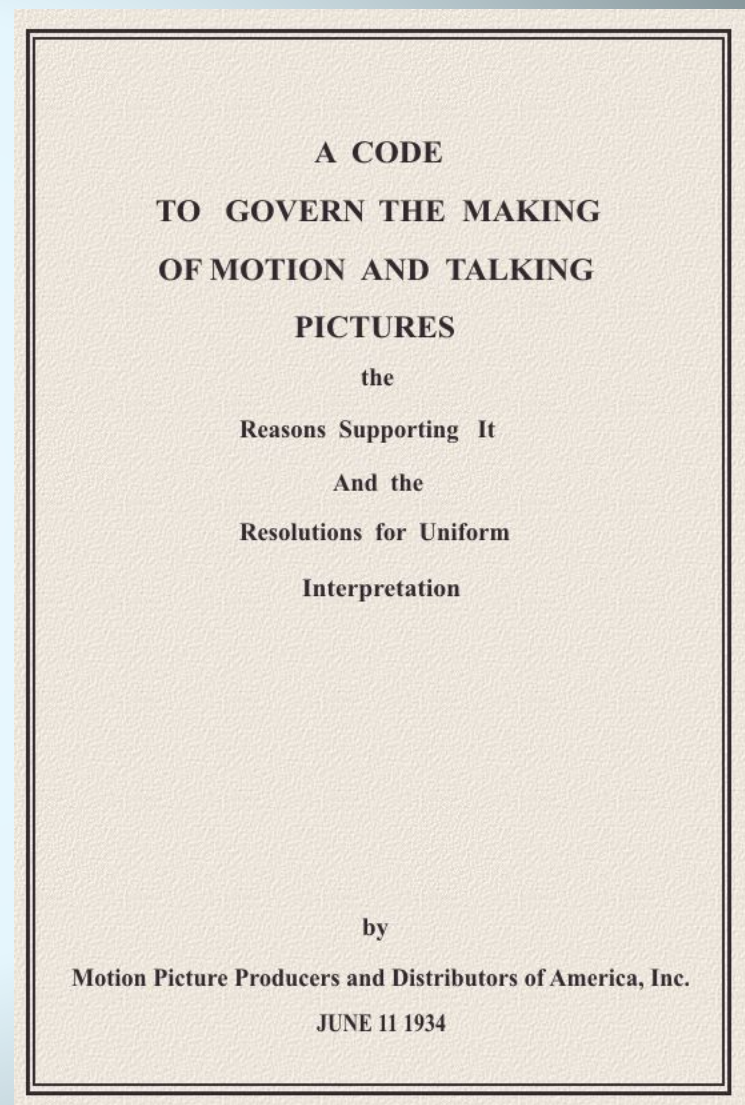 A CODE
TO GOVERN THE MAKING
OF MOTION AND TALKING
PICTURES
the
Reasons Supporting It
And the
Resolutions for Uniform
Interpretation
by
Motion Picture Producers and Distributors of America, Inc.
JUNE 11 1934